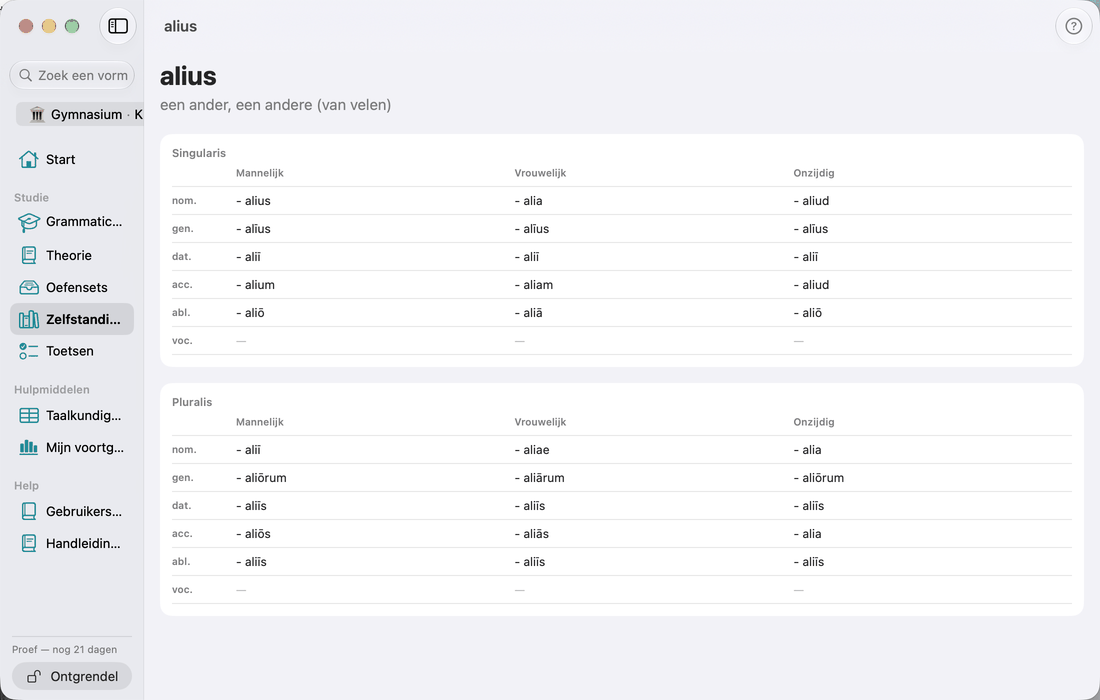 alius
Zoek een vorm
Gymnasium · K
Start
Studie
Grammatic...
Theorie
Oefensets
Zelfstandi...
Toetsen
Hulpmiddelen
Taalkundig...
Mijn voortg...
Help
Gebruikers...
Handleidin...
Proef — nog 21 dagen
Ontgrendel
?
alius
een ander, een andere (van velen)
Singularis
Mannelijk Vrouwelijk Onzijdig
nom. - alius - alia - aliud
gen. - alīus - alīus - alīus
dat. - aliī - aliī - aliī
acc. - alium - aliam - aliud
abl. - aliō - aliā - aliō
voc. — — —
Pluralis
Mannelijk Vrouwelijk Onzijdig
nom. - aliī - aliae - alia
gen. - aliōrum - aliārum - aliōrum
dat. - aliīs - aliīs - aliīs
acc. - aliōs - aliās - alia
abl. - aliīs - aliīs - aliīs
voc. — — —